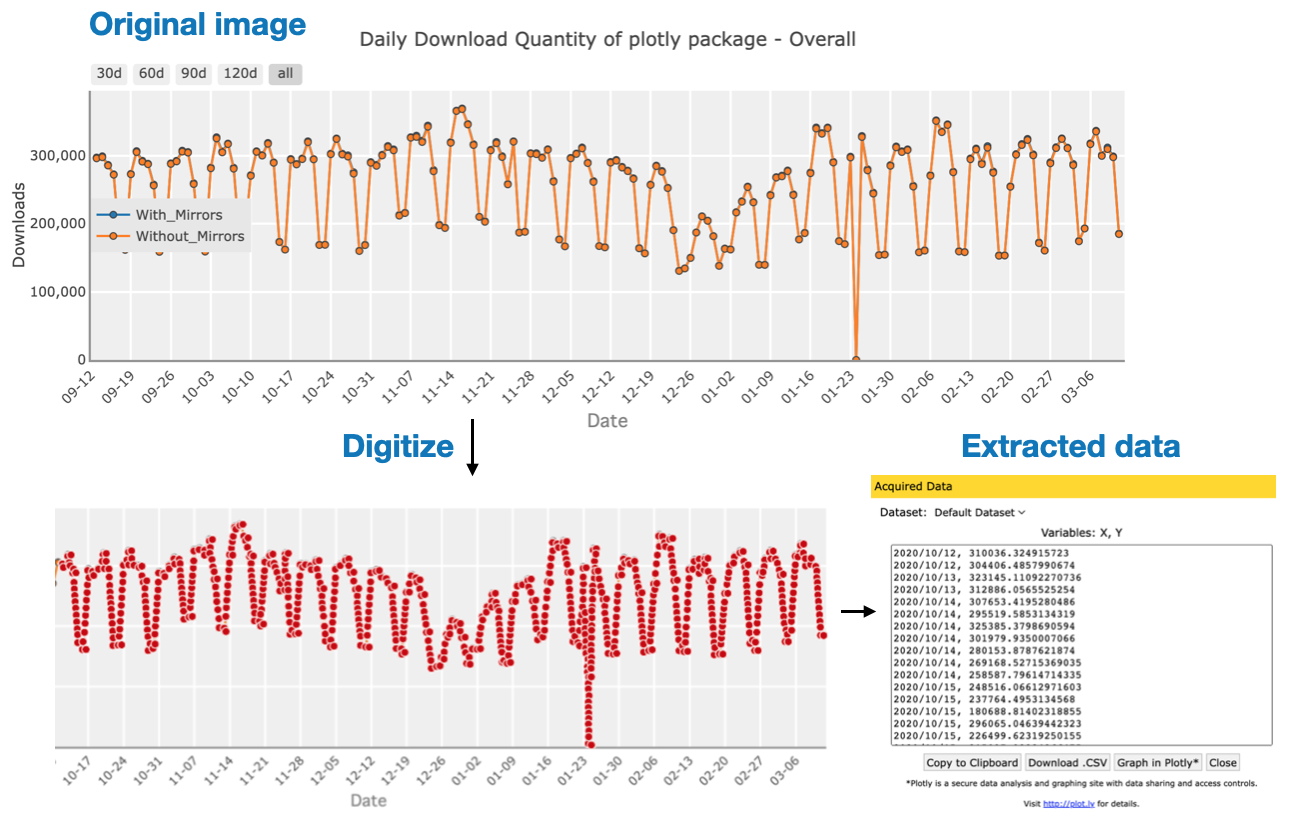 Original image
Daily Download Quantity of plotly package - Overall
30d 60d 90d 120d all
Downloads
300,000
200,000
100,000
0
With_Mirrors
Without_Mirrors
09-12 09-19 09-26 10-03 10-10 10-17 10-24 10-31 11-07 11-14 11-21 11-28 12-05 12-12 12-19 12-26 01-02 01-09 01-16 01-23 01-30 02-06 02-13 02-20 02-27 03-06
Date
Digitize
10-17 10-24 10-31 11-07 11-14 11-21 11-28 12-05 12-12 12-19 12-26 01-02 01-09 01-16 01-23 01-30 02-06 02-13 02-20 02-27 03-06
Date
Extracted data
Acquired Data
Dataset: Default Dataset
Variables: X, Y
2020/10/12, 310036.324915723
2020/10/12, 304406.4857990674
2020/10/13, 323145.11092270736
2020/10/13, 312886.0565525254
2020/10/14, 307653.4195280486
2020/10/14, 295519.5853134319
2020/10/14, 325385.3798690594
2020/10/14, 301979.9350007066
2020/10/14, 280153.8787621874
2020/10/14, 269168.52715369035
2020/10/14, 258587.79614714335
2020/10/15, 248516.06612971603
2020/10/15, 237764.4953134568
2020/10/15, 180688.81402318855
2020/10/15, 296065.04639442323
2020/10/15, 226499.62319250155
Copy to Clipboard Download .CSV Graph in Plotly* Close
*Plotly is a secure data analysis and graphing site with data sharing and access controls.
Visit http://plot.ly for details.